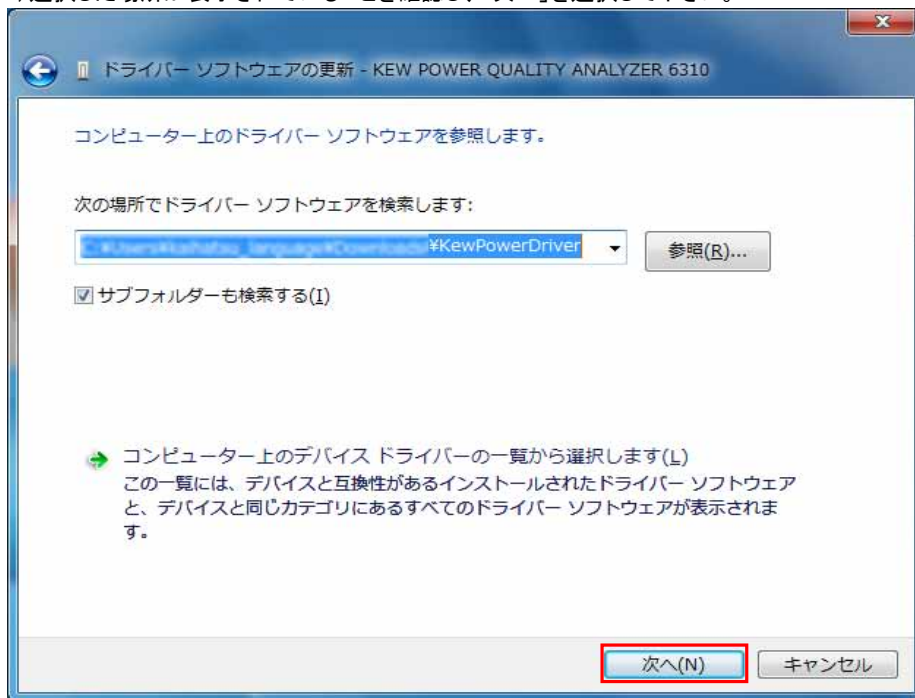 ドライバー ソフトウェアの更新 - KEW POWER QUALITY ANALYZER 6310
コンピューター上のドライバー ソフトウェアを参照します。
次の場所でドライバー ソフトウェアを検索します:
¥KewPowerDriver 参照(R)...
サブフォルダーも検索する(I)
コンピューター上のデバイス ドライバーの一覧から選択します(L)
この一覧には、デバイスと互換性があるインストールされたドライバー ソフトウェア
と、デバイスと同じカテゴリにあるすべてのドライバー ソフトウェアが表示されま
す。
次へ(N) キャンセル